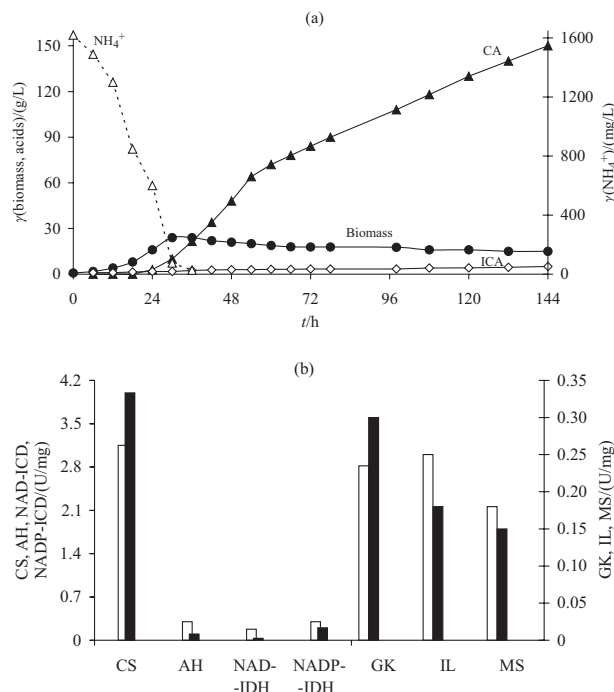 (a)
γ(biomass, acids)/(g/L)
150
120
90
60
30
0
NH₄⁺
CA
Biomass
ICA
1600
1200
800
400
0
γ(NH₄⁺)/(mg/L)
0 24 48 72 96 120 144
t/h
(b)
CS, AH, NAD-ICD,
NADP-ICD/(U/mg)
4.2
3.5
2.8
2.1
1.4
0.7
0
0.35
0.30
0.25
0.20
0.15
0.10
0.05
0
GK, IL, MS/(U/mg)
CS AH NAD- NADP- GK IL MS
-IDH -IDH